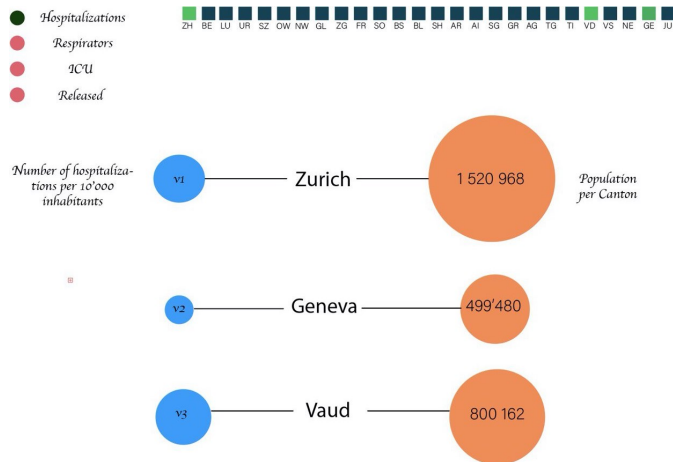 Hospitalizations
Respirators
ICU
Released
ZH BE LU UR SZ OW NW GL ZG FR SO BS BL SH AR AI SG GR AG TG TI VD VS NE GE JU
Number of hospitaliza-
tions per 10'000
inhabitants
v1
Zurich
1 520 968
Population
per Canton
v2
Geneva
499'480
v3
Vaud
800 162